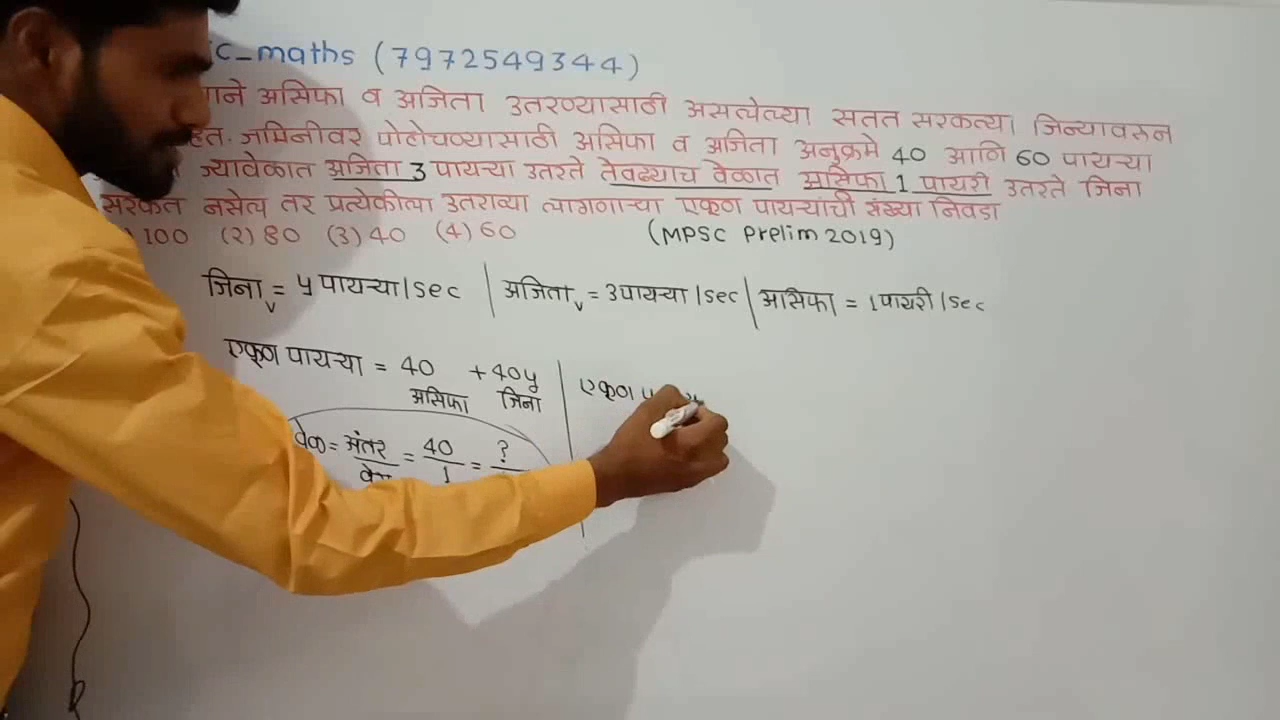 c_maths (7972549344)
असिफा व अजिता उतरण्यासाठी असलेल्या सतत सरकत्या जिन्यावरुन
जमिनीवर पोहोचण्यासाठी असिफा व अजिता अनुक्रमे 40 आणि 60 पायऱ्या
ज्यावेळात अजिता 3 पायऱ्या उतरते तेवढ्याच वेळात असिफा 1 पायरी उतरते जिना
सरकत नसेल तर प्रत्येकीला उतराव्या लागणाऱ्या एकूण पायऱ्यांची संख्या निवडा
100 (2) 80 (3) 40 (4) 60 (MPSC Prelim 2019)
जिना v = y पायऱ्या/sec | अजिता v = 3 पायऱ्या/sec | असिफा = 1 पायरी/sec
एकूण पायऱ्या = 40 + 40y
असिफा जिना
एकूण
वेळ = अंतर/वेग = 40/1 = ?